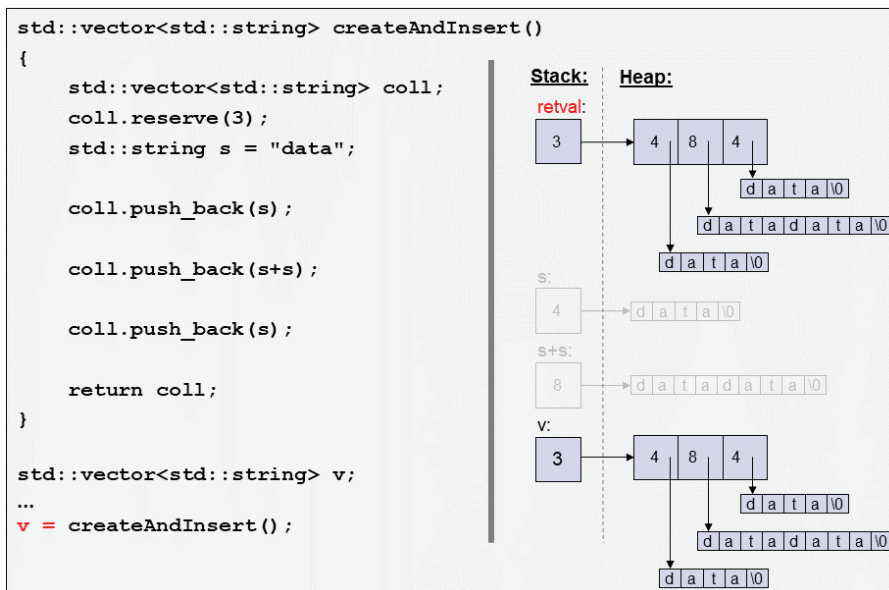 std::vector<std::string> createAndInsert()
{
std::vector<std::string> coll;
coll.reserve(3);
std::string s = "data";
coll.push_back(s);
coll.push_back(s+s);
coll.push_back(s);
return coll;
}
std::vector<std::string> v;
...
v = createAndInsert();
Stack: Heap:
retval:
3 4 8 4
d a t a \0
d a t a d a t a \0
d a t a \0
s:
4 d a t a \0
s+s:
8 d a t a d a t a \0
v:
3 4 8 4
d a t a \0
d a t a d a t a \0
d a t a \0